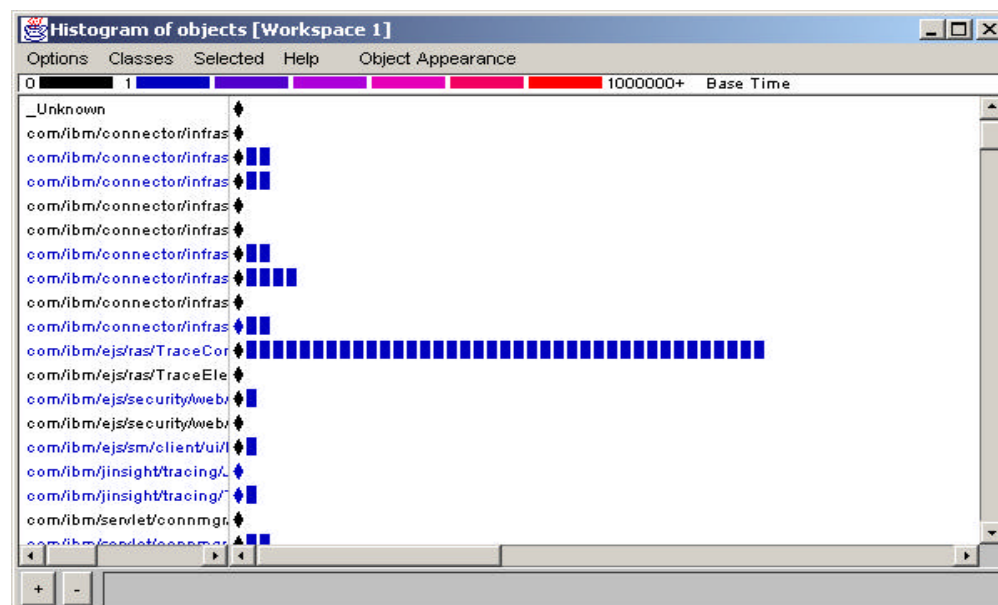 Histogram of objects [Workspace 1]
Options Classes Selected Help Object Appearance
0 1 1000000+ Base Time
_Unknown
com/ibm/connector/infras
com/ibm/connector/infras
com/ibm/connector/infras
com/ibm/connector/infras
com/ibm/connector/infras
com/ibm/connector/infras
com/ibm/connector/infras
com/ibm/connector/infras
com/ibm/connector/infras
com/ibm/ejs/ras/TraceCor
com/ibm/ejs/ras/TraceEle
com/ibm/ejs/security/web/
com/ibm/ejs/security/web/
com/ibm/ejs/sm/client/ui/
com/ibm/jinsight/tracing/
com/ibm/jinsight/tracing/
com/ibm/servlet/connmgr
com/ibm/servlet/connmgr
+ -